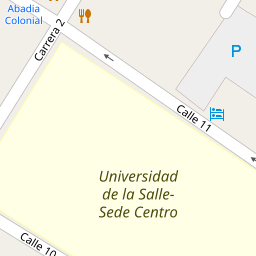 Abadia
Colonial
Carrera 2
P
Calle 11
Universidad
de la Salle-
Sede Centro
Calle 10